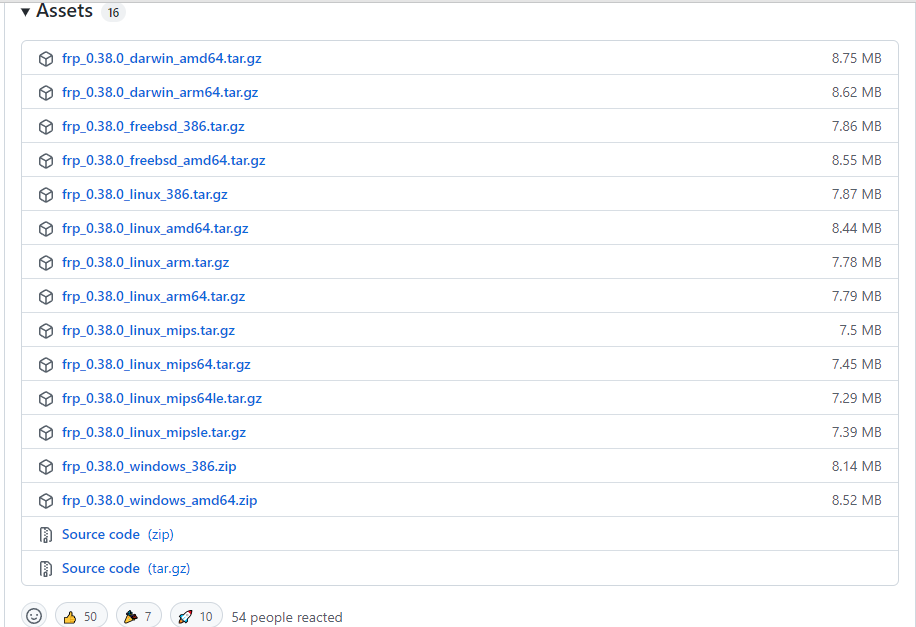 Assets 16
frp_0.38.0_darwin_amd64.tar.gz 8.75 MB
frp_0.38.0_darwin_arm64.tar.gz 8.62 MB
frp_0.38.0_freebsd_386.tar.gz 7.86 MB
frp_0.38.0_freebsd_amd64.tar.gz 8.55 MB
frp_0.38.0_linux_386.tar.gz 7.87 MB
frp_0.38.0_linux_amd64.tar.gz 8.44 MB
frp_0.38.0_linux_arm.tar.gz 7.78 MB
frp_0.38.0_linux_arm64.tar.gz 7.79 MB
frp_0.38.0_linux_mips.tar.gz 7.5 MB
frp_0.38.0_linux_mips64.tar.gz 7.45 MB
frp_0.38.0_linux_mips64le.tar.gz 7.29 MB
frp_0.38.0_linux_mipsle.tar.gz 7.39 MB
frp_0.38.0_windows_386.zip 8.14 MB
frp_0.38.0_windows_amd64.zip 8.52 MB
Source code (zip)
Source code (tar.gz)
50 7 10 54 people reacted